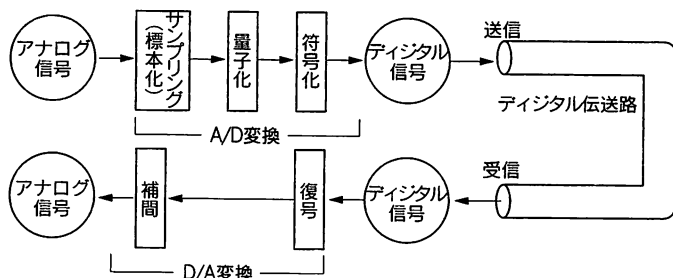 アナログ
信号
サンプリング
(標本化)
量子化
符号化
ディジタル
信号
送信
ディジタル伝送路
A/D変換
アナログ
信号
補間
復号
ディジタル
信号
受信
D/A変換